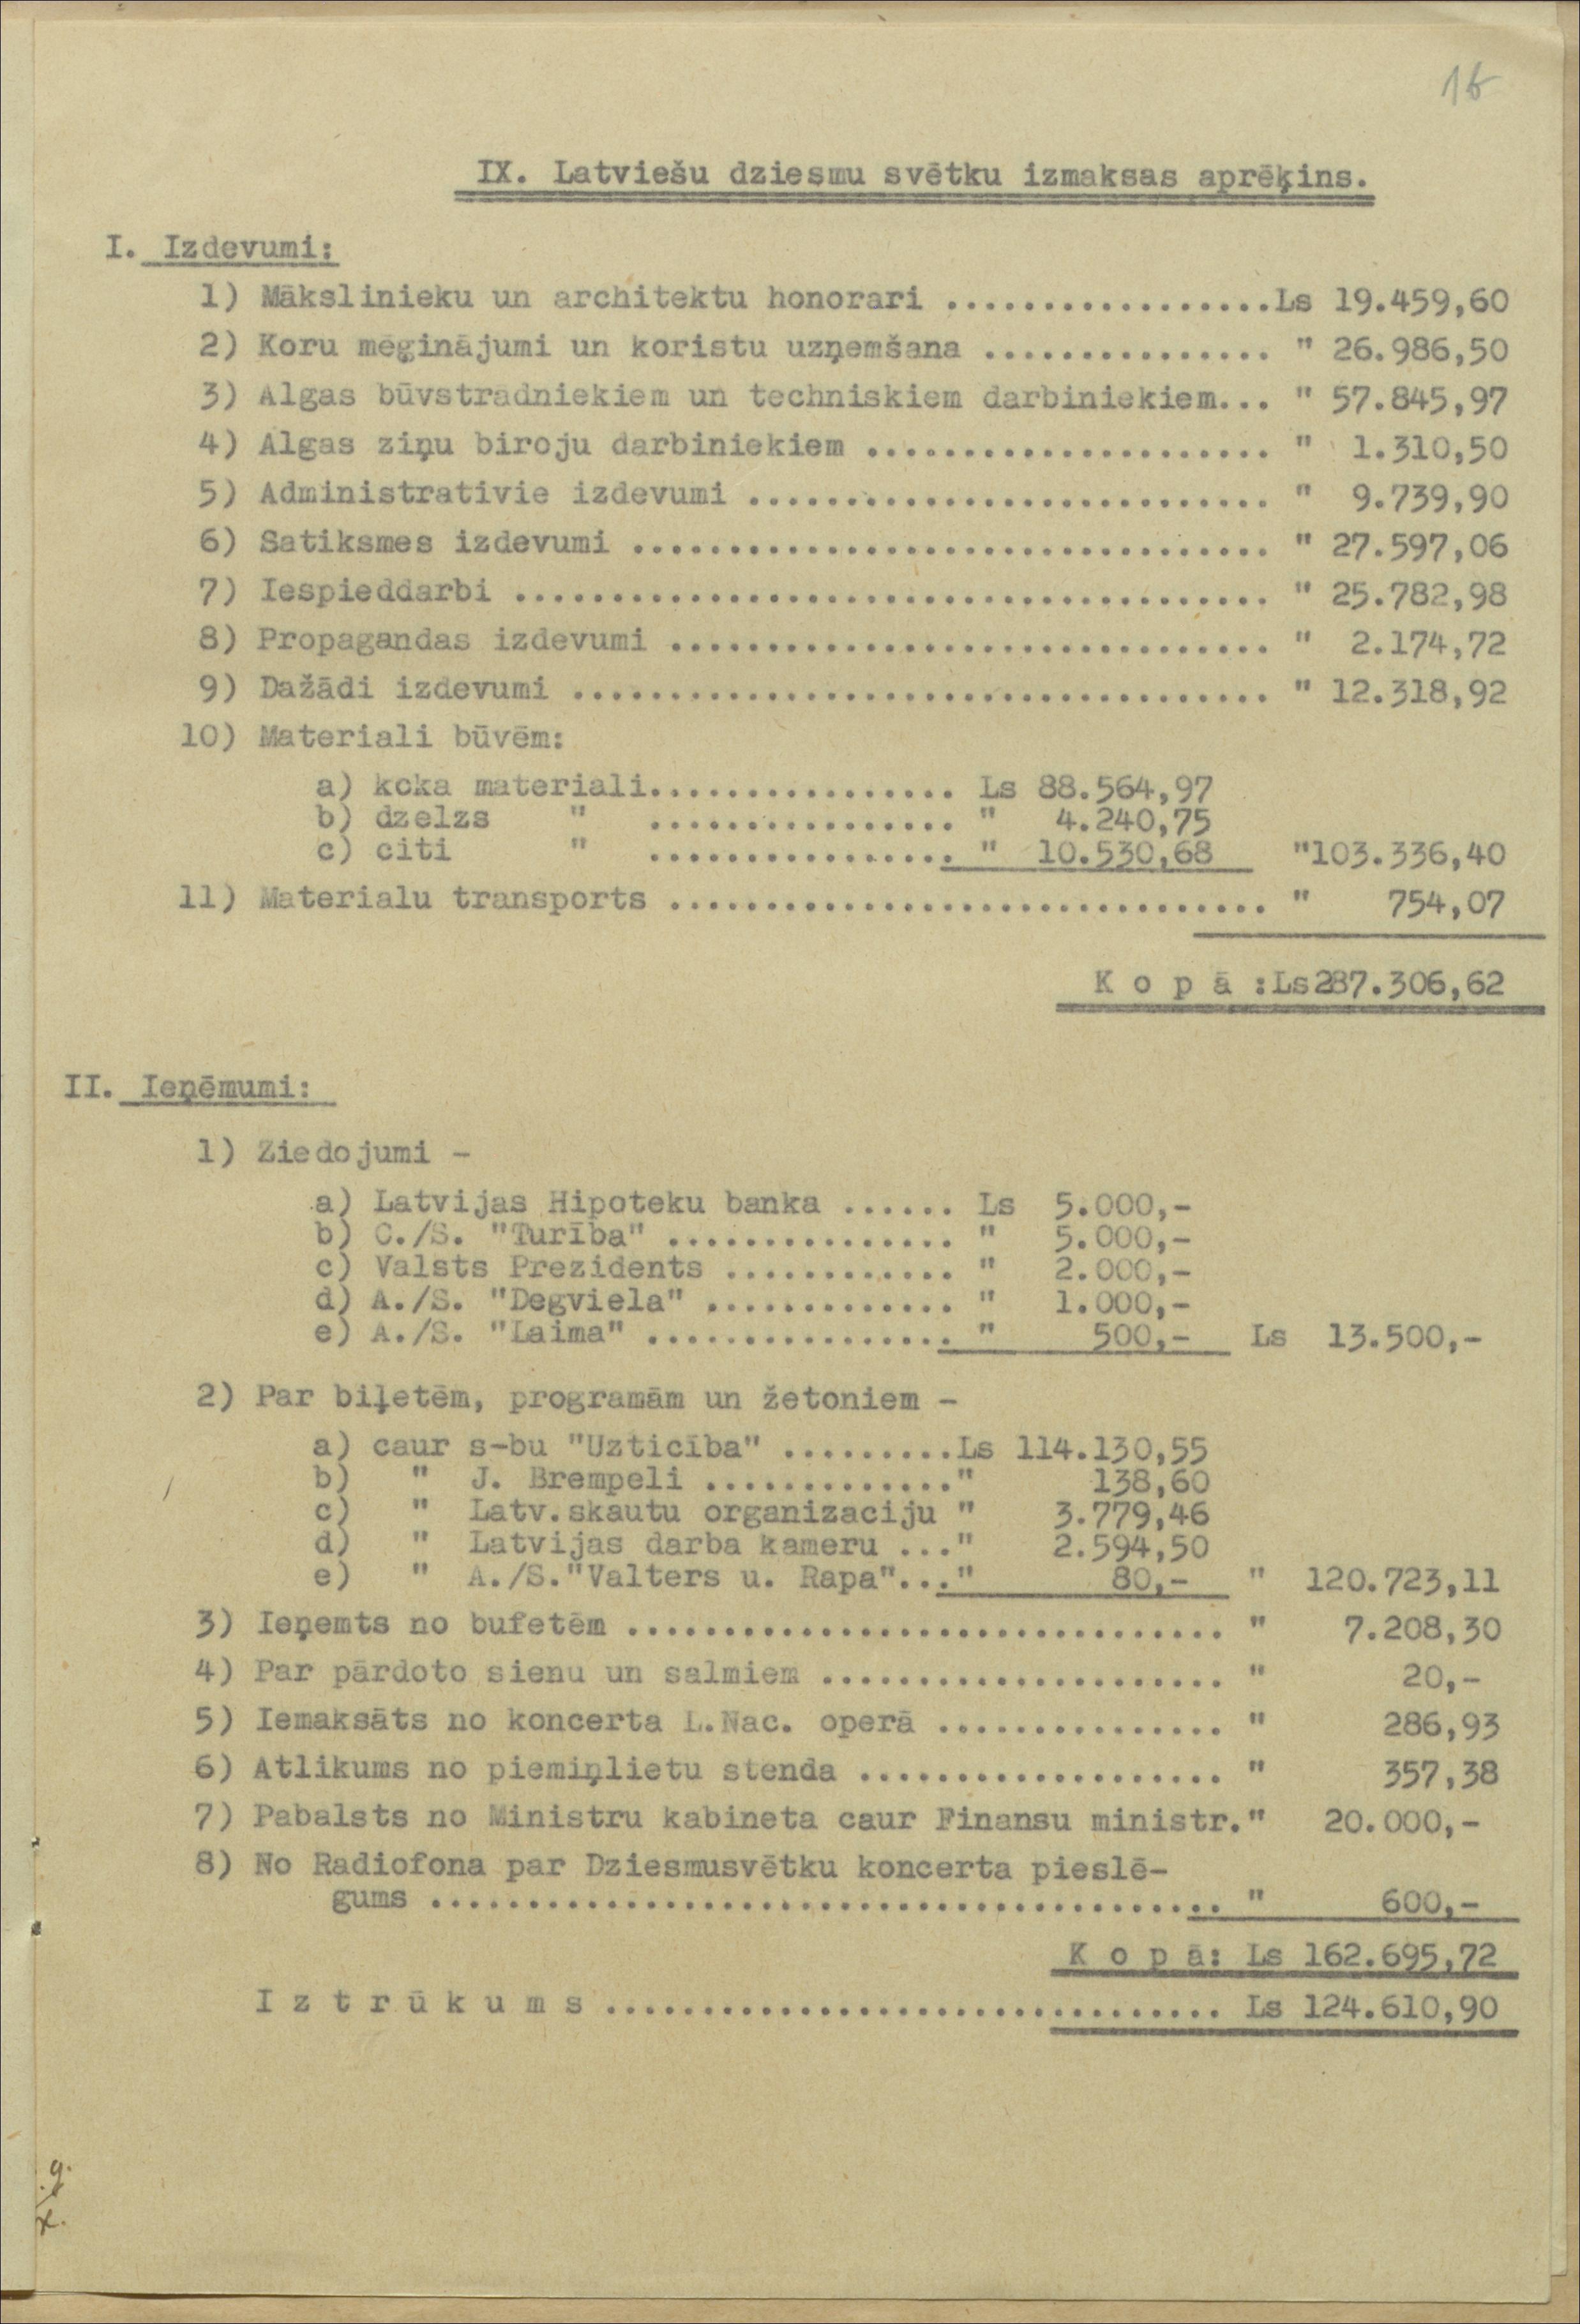 16
IX. Latviešu dziesmu svētku izmaksas aprēķins.
I. Izdevumi:
1) Mākslinieku un architektu honorari .................Ls 19.459,60
2) Koru mēģinājumi un koristu uzņemšana ............... " 26.986,50
3) Algas būvstrādniekiem un techniskiem darbiniekiem... " 57.845,97
4) Algas ziņu biroju darbiniekiem ..................... " 1.310,50
5) Administrativie izdevumi ........................... " 9.739,90
6) Satiksmes izdevumi ................................. " 27.597,06
7) Iespieddarbi ....................................... " 25.782,98
8) Propagandas izdevumi ............................... " 2.174,72
9) Dažādi izdevumi .................................... " 12.318,92
10) Materiali būvēm:
a) koka materiali................ Ls 88.564,97
b) dzelzs " ................ " 4.240,75
c) citi " ................ " 10.530,68 "103.336,40
11) Materialu transports ............................... " 754,07
K o p ā :Ls287.306,62
II. Ieņēmumi:
1) Ziedojumi -
a) Latvijas Hipoteku banka ...... Ls 5.000,-
b) C./S. "Turība" ............... " 5.000,-
c) Valsts Prezidents ............ " 2.000,-
d) A./S. "Degviela" ............. " 1.000,-
e) A./S. "Laima" ................ " 500,- Ls 13.500,-
2) Par biļetēm, programām un žetoniem -
a) caur s-bu "Uzticība" .........Ls 114.130,55
b) " J. Brempeli ............." 138,60
c) " Latv.skautu organizaciju " 3.779,46
d) " Latvijas darba kameru ..." 2.594,50
e) " A./S."Valters u. Rapa"..." 80,- " 120.723,11
3) Ieņemts no bufetēm ............................... " 7.208,30
4) Par pārdoto sienu un salmiem ..................... " 20,-
5) Iemaksāts no koncerta L.Nac. operā ............... " 286,93
6) Atlikums no piemiņlietu stenda ................... " 357,38
7) Pabalsts no Ministru kabineta caur Finansu ministr." 20.000,-
8) No Radiofona par Dziesmusvētku koncerta pieslē-
gums ......................................... " 600,-
K o p ā: Ls 162.695,72
I z t r ū k u m s ................................ Ls 124.610,90